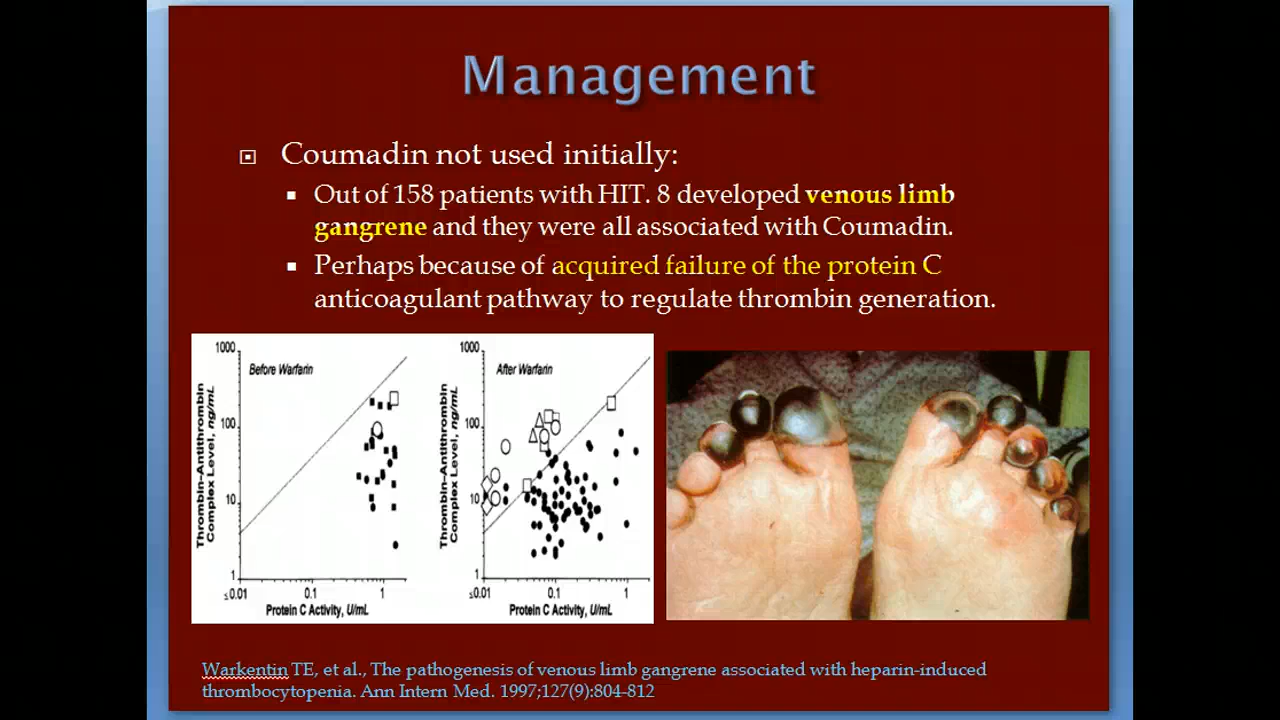 Management
Coumadin not used initially:
Out of 158 patients with HIT. 8 developed venous limb
gangrene and they were all associated with Coumadin.
Perhaps because of acquired failure of the protein C
anticoagulant pathway to regulate thrombin generation.
Before Warfarin
Thrombin-Antithrombin
Complex Level, ng/mL
1000
100
10
1
≤0.01 0.1 1
Protein C Activity, U/mL
After Warfarin
Thrombin-Antithrombin
Complex Level, ng/mL
1000
100
10
1
≤0.01 0.1 1
Protein C Activity, U/mL
Warkentin TE, et al., The pathogenesis of venous limb gangrene associated with heparin-induced
thrombocytopenia. Ann Intern Med. 1997;127(9):804-812